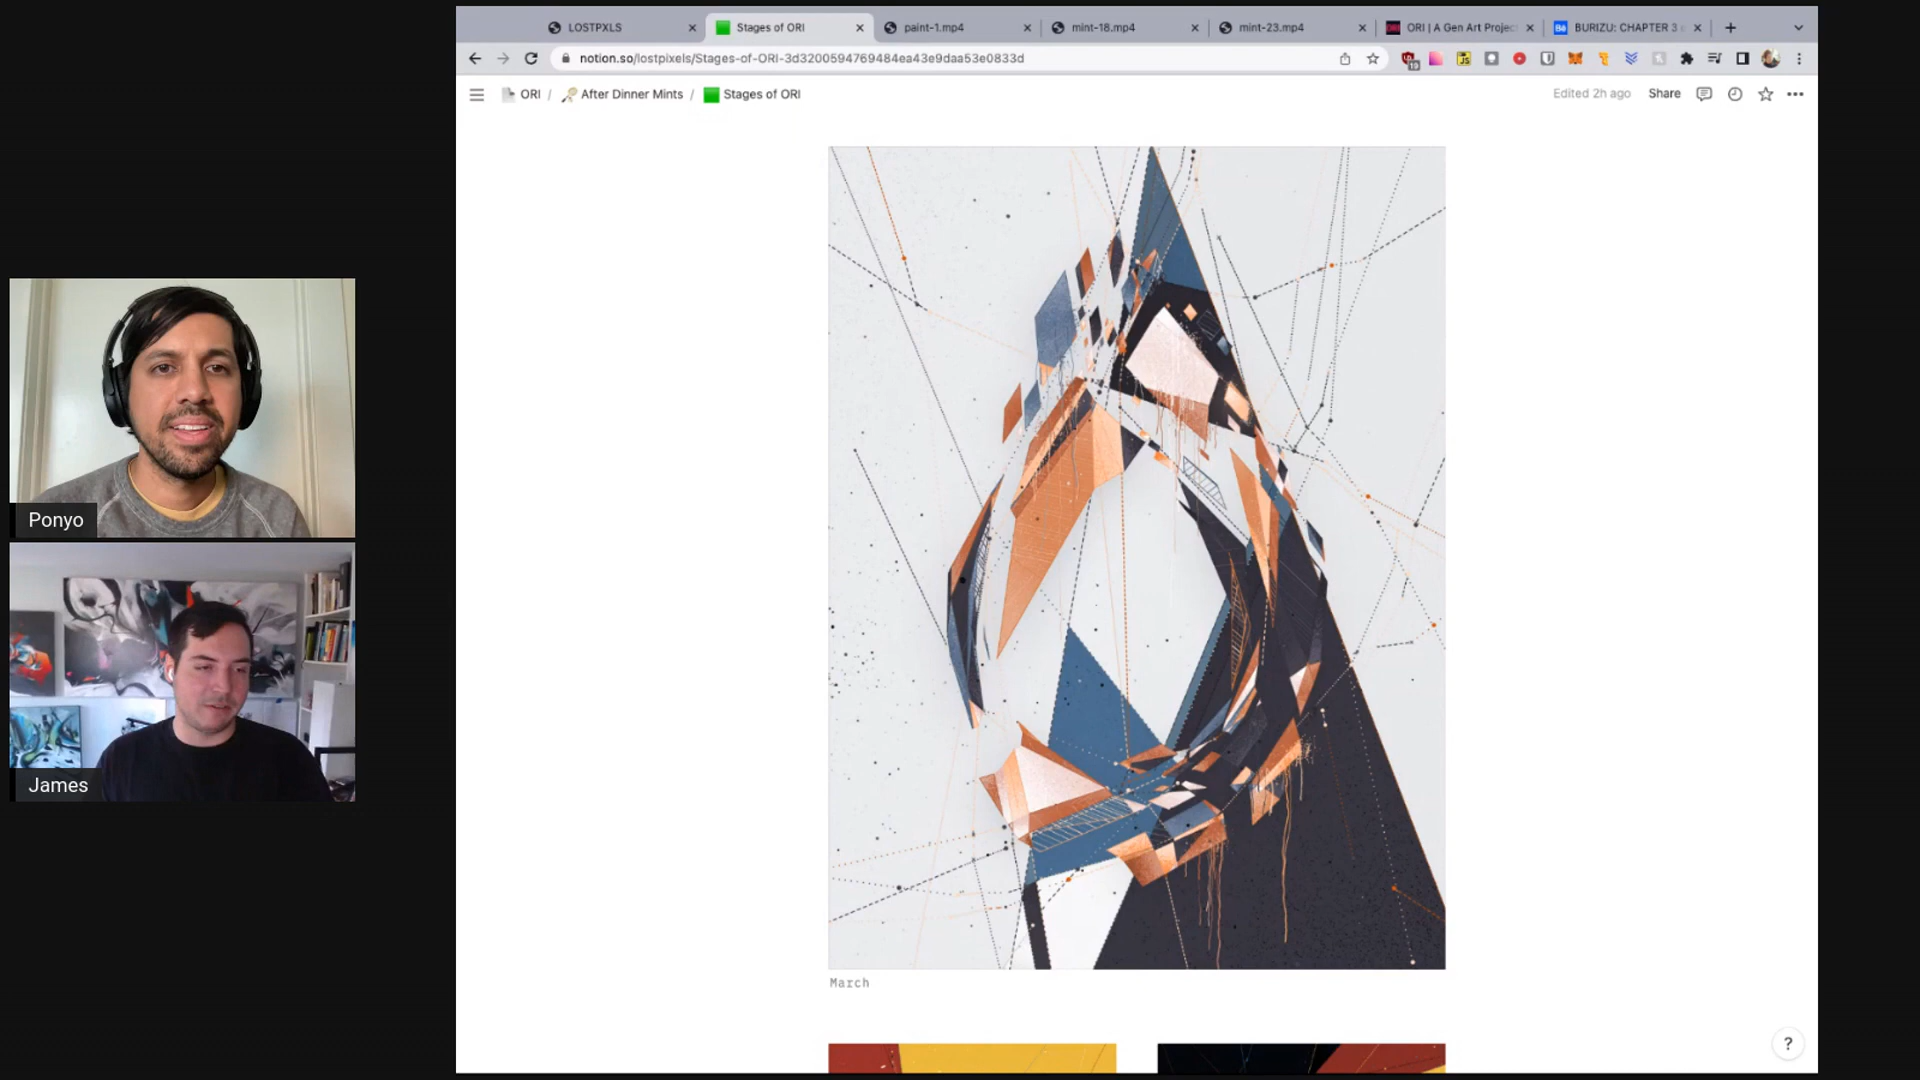 LOSTPXLS
Stages of ORI
paint-1.mp4
mint-18.mp4
mint-23.mp4
ORI | A Gen Art Projec
BURIZU: CHAPTER 3
notion.so/lostpixels/Stages-of-ORI-3d3200594769484ea43e9daa53e0833d
ORI / After Dinner Mints / Stages of ORI
Edited 2h ago
Share
Ponyo
James
March
?